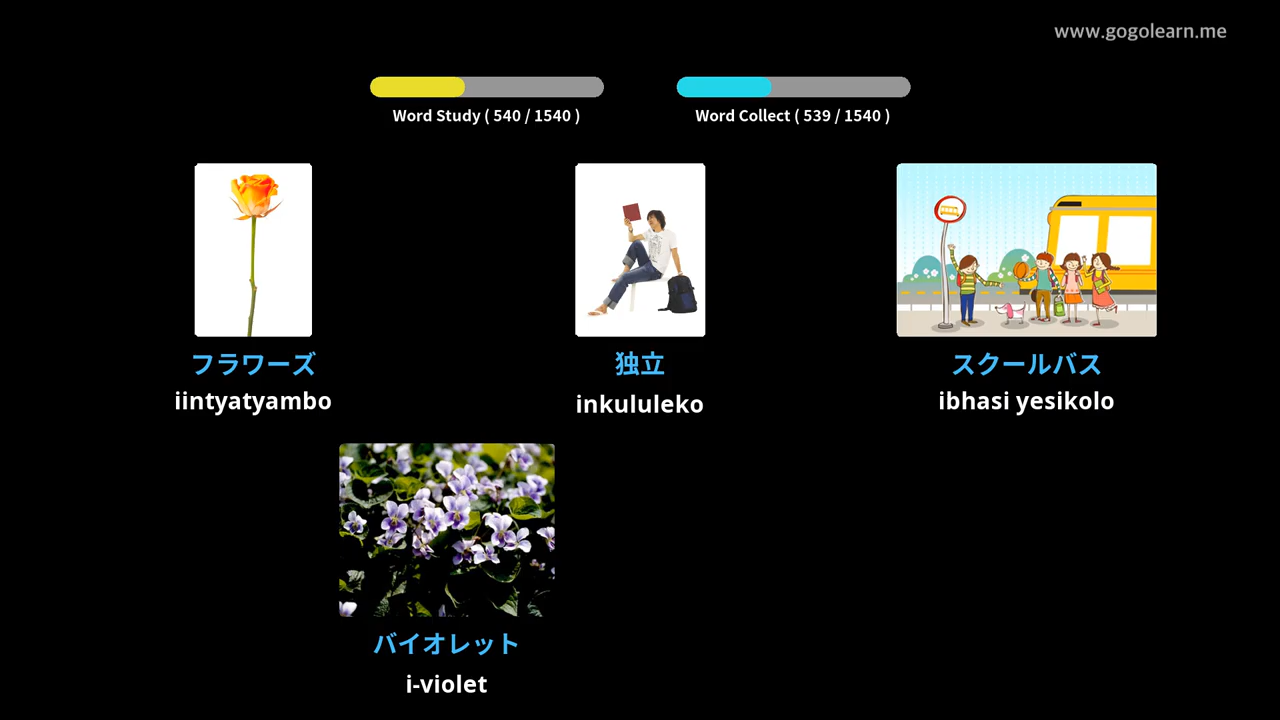 www.gogolearn.me
Word Study ( 540 / 1540 )
Word Collect ( 539 / 1540 )
フラワーズ
iintyatyambo
独立
inkululeko
スクールバス
ibhasi yesikolo
バイオレット
i-violet